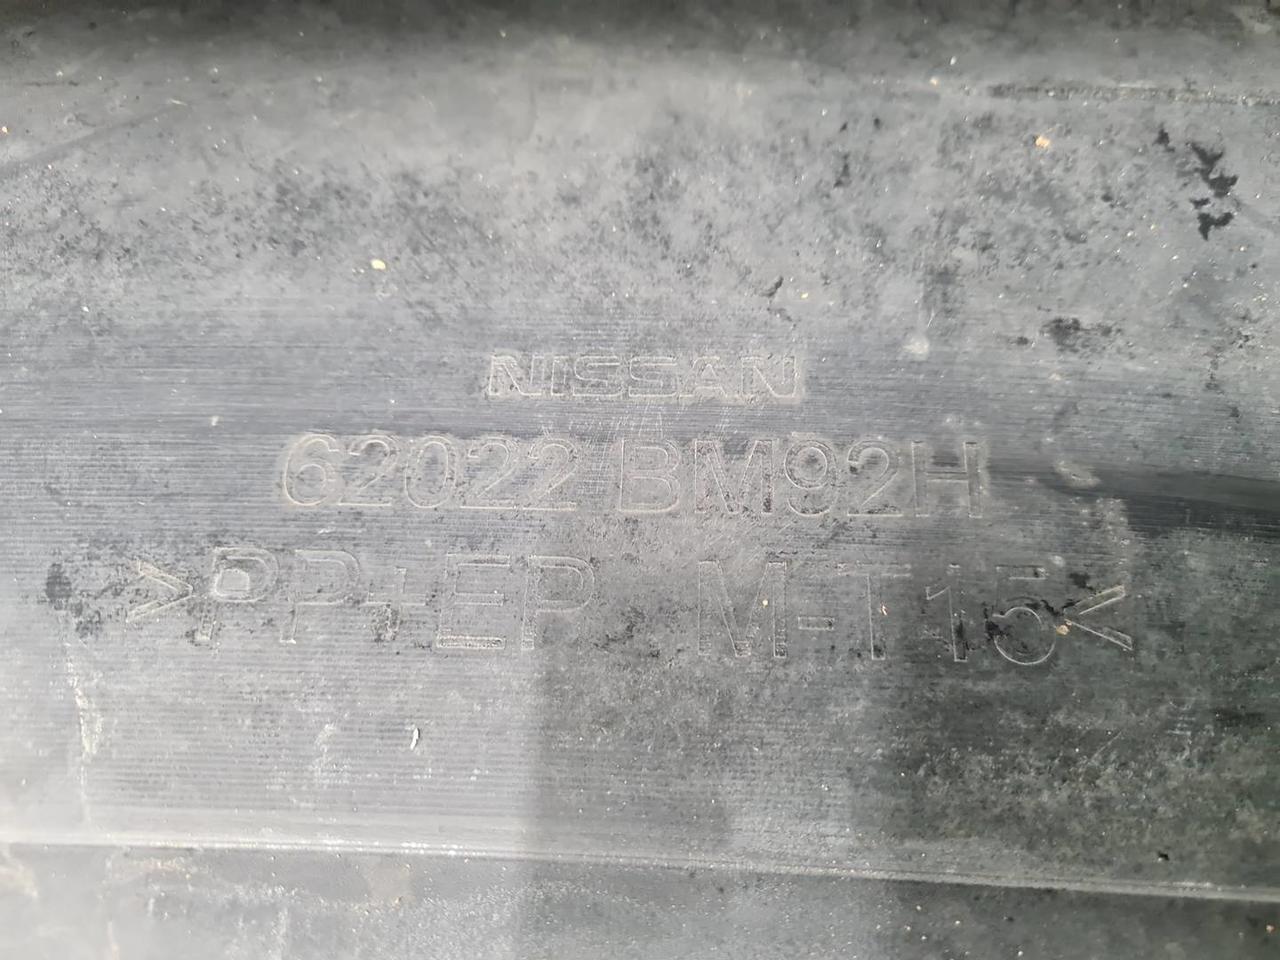 NISSAN
62022 BM92H
>PP+EP M-T15<